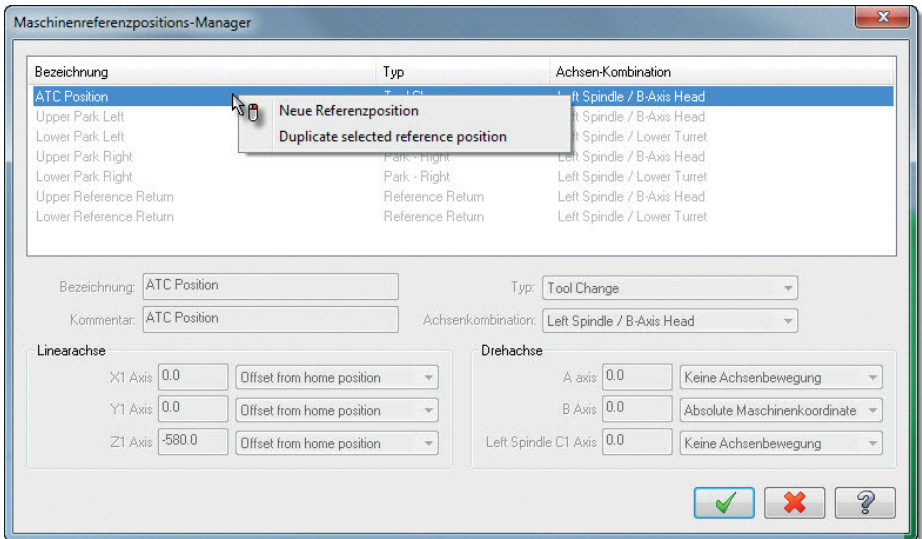 Maschinenreferenzpositions-Manager
Bezeichnung Typ Achsen-Kombination
ATC Position Left Spindle / B-Axis Head
Neue Referenzposition
Upper Park Left Spindle / B-Axis Head
Duplicate selected reference position
Lower Park Left Spindle / Lower Turret
Upper Park Right Park - Right Left Spindle / B-Axis Head
Lower Park Right Park - Right Left Spindle / Lower Turret
Upper Reference Return Reference Return Left Spindle / B-Axis Head
Lower Reference Return Reference Return Left Spindle / Lower Turret
Bezeichnung: ATC Position Typ: Tool Change
Kommentar: ATC Position Achsenkombination: Left Spindle / B-Axis Head
Linearachse Drehachse
X1 Axis 0.0 Offset from home position A axis 0.0 Keine Achsenbewegung
Y1 Axis 0.0 Offset from home position B Axis 0.0 Absolute Maschinenkoordinate
Z1 Axis -580.0 Offset from home position Left Spindle C1 Axis 0.0 Keine Achsenbewegung